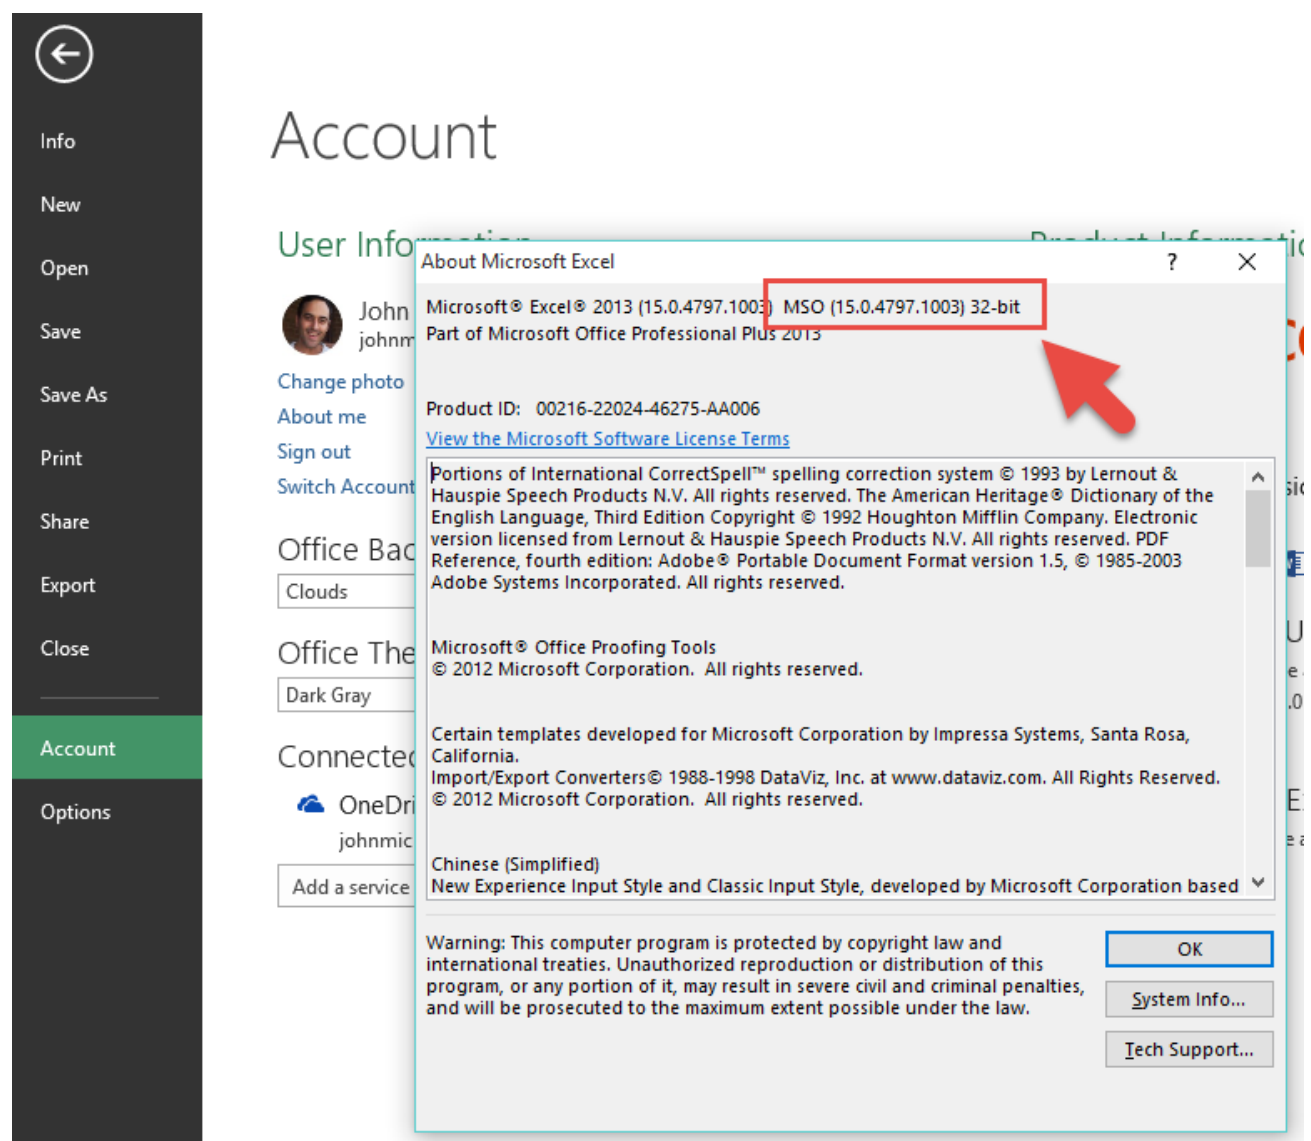 Info
New
Open
Save
Save As
Print
Share
Export
Close
Account
Options
Account
User Information
John
johnm
Change photo
About me
Sign out
Switch Account
Office Bac
Clouds
Office The
Dark Gray
Connected
OneDri
johnmic
Add a service
Product Informatio
About Microsoft Excel
?
Microsoft® Excel® 2013 (15.0.4797.1003) MSO (15.0.4797.1003) 32-bit
Part of Microsoft Office Professional Plus 2013
Product ID: 00216-22024-46275-AA006
View the Microsoft Software License Terms
Portions of International CorrectSpell™ spelling correction system © 1993 by Lernout &
Hauspie Speech Products N.V. All rights reserved. The American Heritage® Dictionary of the
English Language, Third Edition Copyright © 1992 Houghton Mifflin Company. Electronic
version licensed from Lernout & Hauspie Speech Products N.V. All rights reserved. PDF
Reference, fourth edition: Adobe® Portable Document Format version 1.5, © 1985-2003
Adobe Systems Incorporated. All rights reserved.
Microsoft® Office Proofing Tools
© 2012 Microsoft Corporation.  All rights reserved.
Certain templates developed for Microsoft Corporation by Impressa Systems, Santa Rosa,
California.
Import/Export Converters© 1988-1998 DataViz, Inc. at www.dataviz.com. All Rights Reserved.
© 2012 Microsoft Corporation.  All rights reserved.
Chinese (Simplified)
New Experience Input Style and Classic Input Style, developed by Microsoft Corporation based
Warning: This computer program is protected by copyright law and
international treaties. Unauthorized reproduction or distribution of this
program, or any portion of it, may result in severe civil and criminal penalties,
and will be prosecuted to the maximum extent possible under the law.
OK
System Info...
Tech Support...